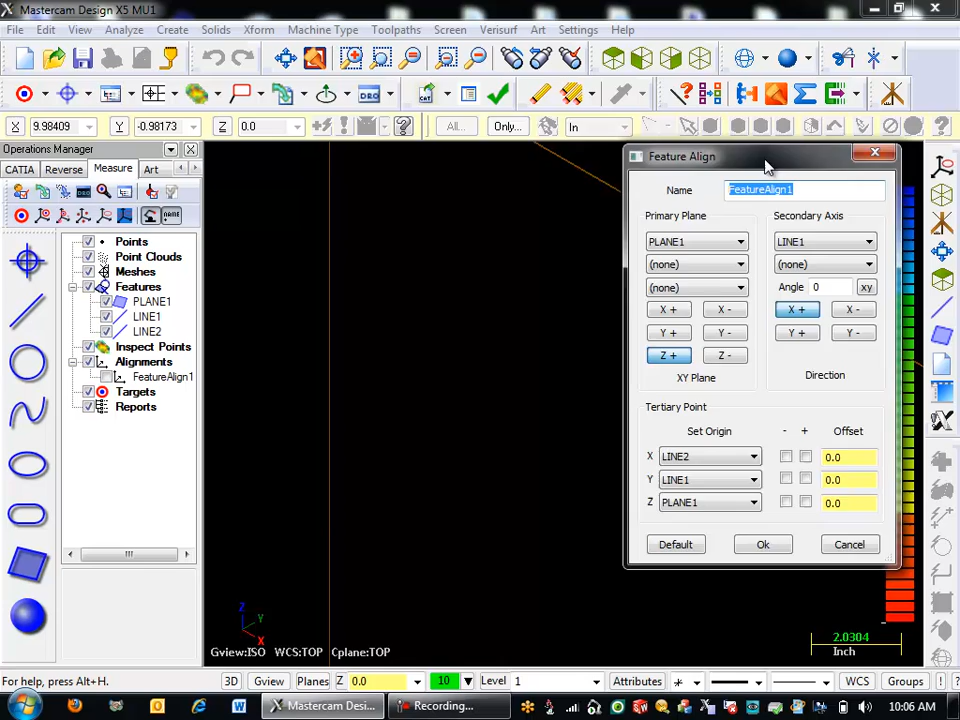 Mastercam Design X5 MU1
File Edit View Analyze Create Solids Xform Machine Type Toolpaths Screen Verisurf Art Settings Help
CAT DRO
X 9.98409 Y -0.98173 Z 0.0 All... Only... In
Operations Manager
CATIA Reverse Measure Art
NAME
Points
Point Clouds
Meshes
Features
PLANE1
LINE1
LINE2
Inspect Points
Alignments
FeatureAlign1
Targets
Reports
Feature Align
Name FeatureAlign1
Primary Plane Secondary Axis
PLANE1 LINE1
(none) (none)
(none) Angle 0 xy
X + X - X + X -
Y + Y - Y + Y -
Z + Z -
XY Plane Direction
Tertiary Point
Set Origin - + Offset
X LINE2 0.0
Y LINE1 0.0
Z PLANE1 0.0
Default Ok Cancel
Z Y X
Gview:ISO WCS:TOP Cplane:TOP
2.0304
Inch
For help, press Alt+H. 3D Gview Planes Z 0.0 10 Level 1 Attributes WCS Groups
Mastercam Desi... Recording... 10:06 AM